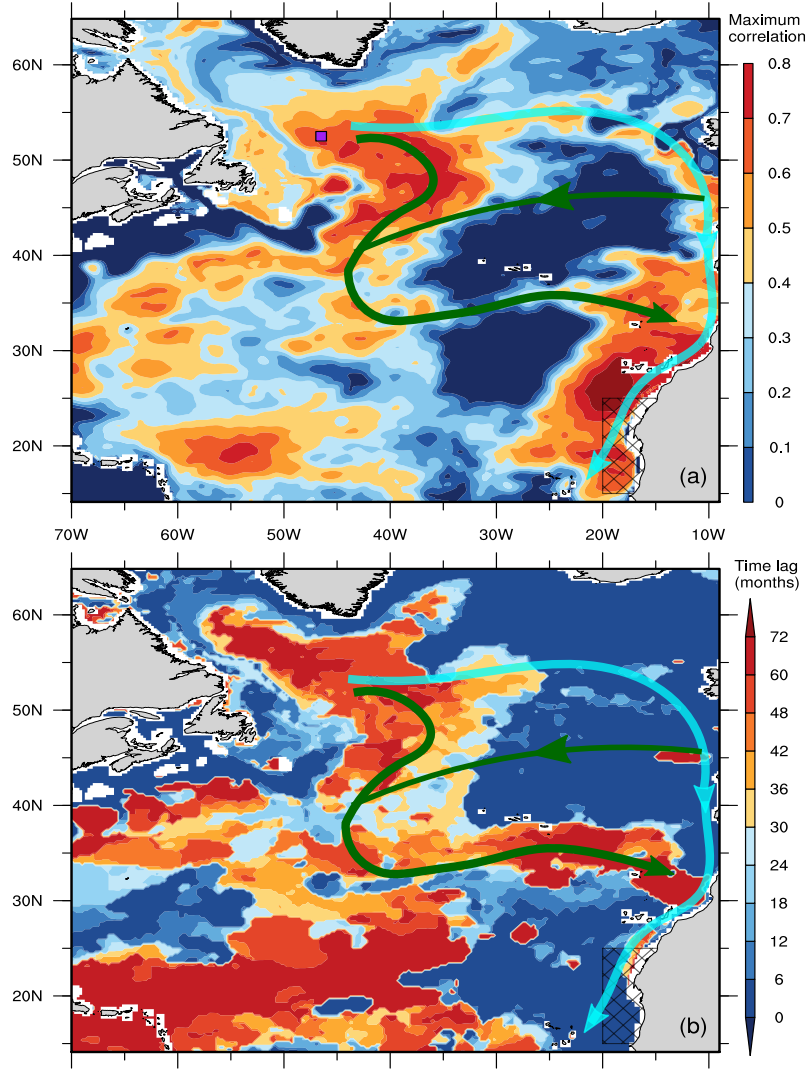 Maximum
correlation
60N
50N
40N
30N
20N
0.8
0.7
0.6
0.5
0.4
0.3
0.2
0.1
0
(a)
70W 60W 50W 40W 30W 20W 10W
Time lag
(months)
60N
50N
40N
30N
20N
72
60
48
42
36
30
24
18
12
6
0
(b)